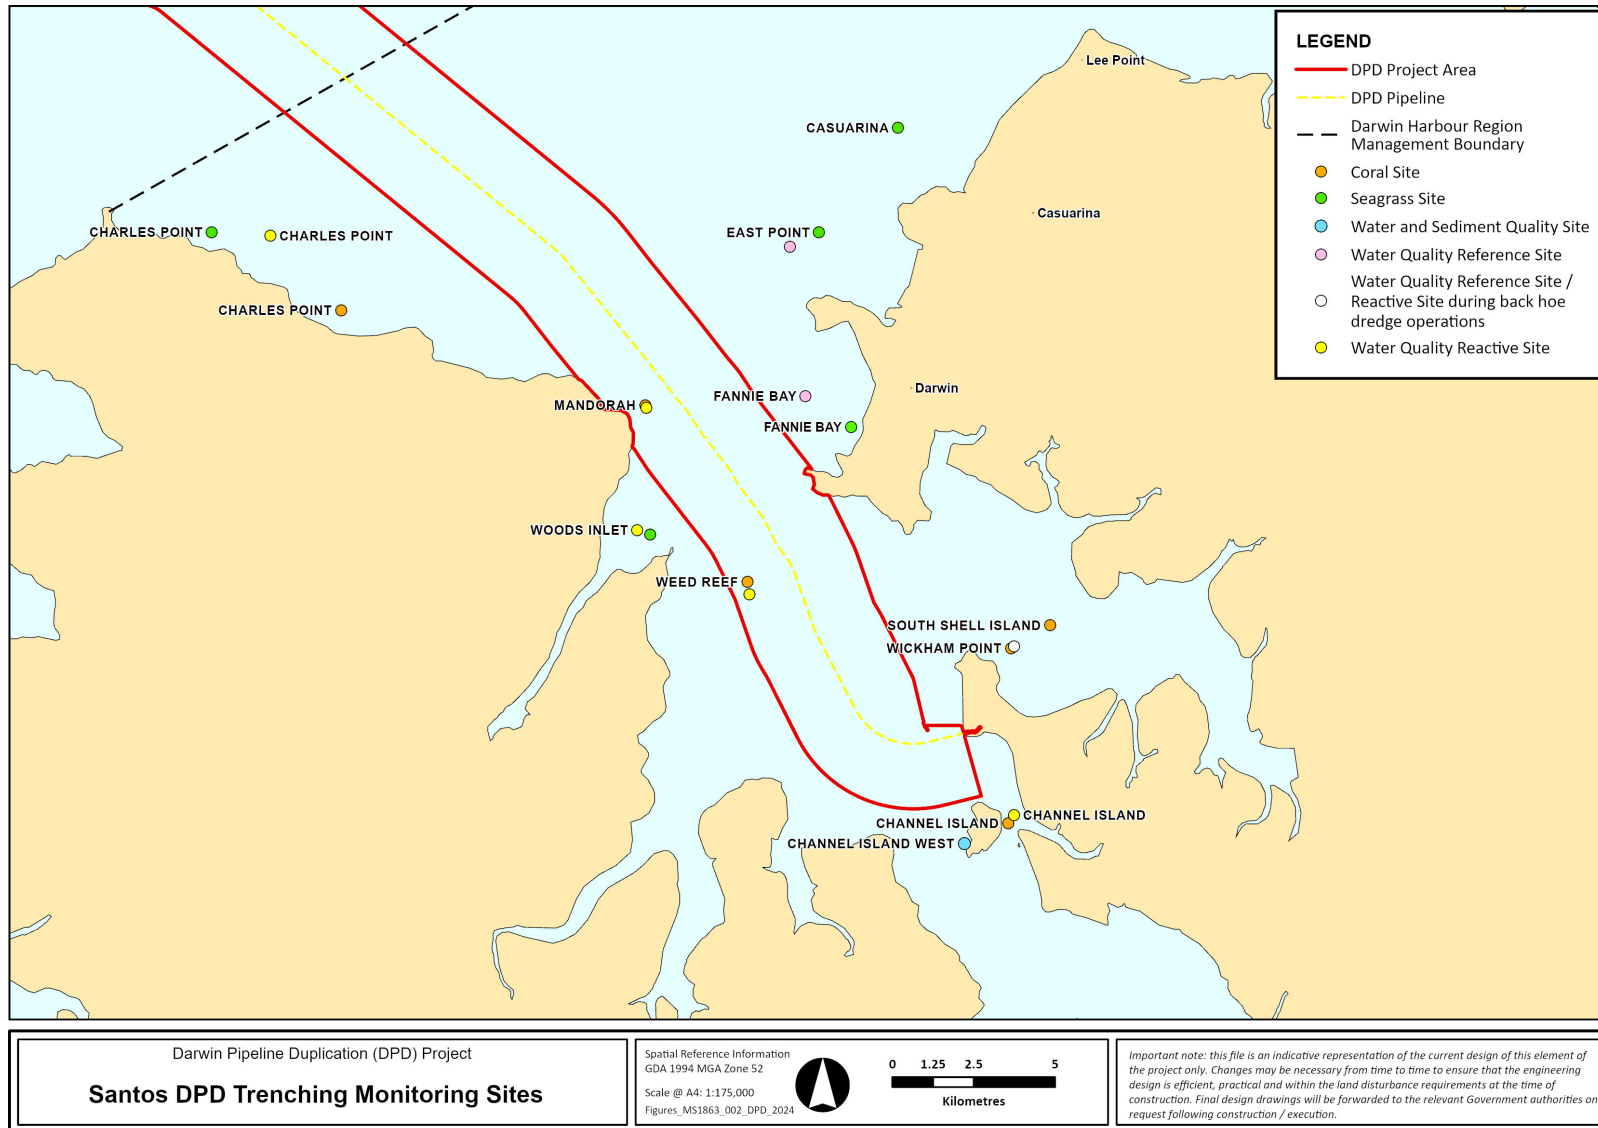 LEGEND
DPD Project Area
DPD Pipeline
Darwin Harbour Region
Management Boundary
Coral Site
Seagrass Site
Water and Sediment Quality Site
Water Quality Reference Site
Water Quality Reference Site /
Reactive Site during back hoe
dredge operations
Water Quality Reactive Site
Lee Point
CASUARINA
Casuarina
CHARLES POINT
CHARLES POINT
EAST POINT
CHARLES POINT
Darwin
FANNIE BAY
MANDORAH
FANNIE BAY
WOODS INLET
WEED REEF
SOUTH SHELL ISLAND
WICKHAM POINT
CHANNEL ISLAND
CHANNEL ISLAND
CHANNEL ISLAND WEST
Darwin Pipeline Duplication (DPD) Project
Santos DPD Trenching Monitoring Sites
Spatial Reference Information
GDA 1994 MGA Zone 52
Scale @ A4: 1:175,000
Figures_MS1863_002_DPD_2024
0 1.25 2.5 5
Kilometres
Important note: this file is an indicative representation of the current design of this element of
the project only. Changes may be necessary from time to time to ensure that the engineering
design is efficient, practical and within the land disturbance requirements at the time of
construction. Final design drawings will be forwarded to the relevant Government authorities on
request following construction / execution.